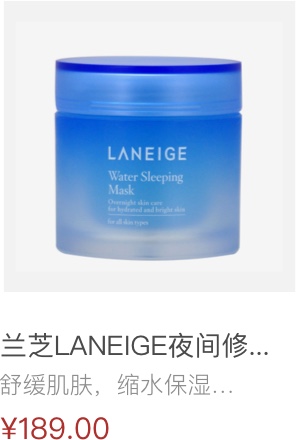 LANEIGE
Water Sleeping
Mask
Overnight skin care
for hydrated and bright skin
for all skin types
兰芝LANEIGE夜间修...
舒缓肌肤，缩水保湿...
¥189.00